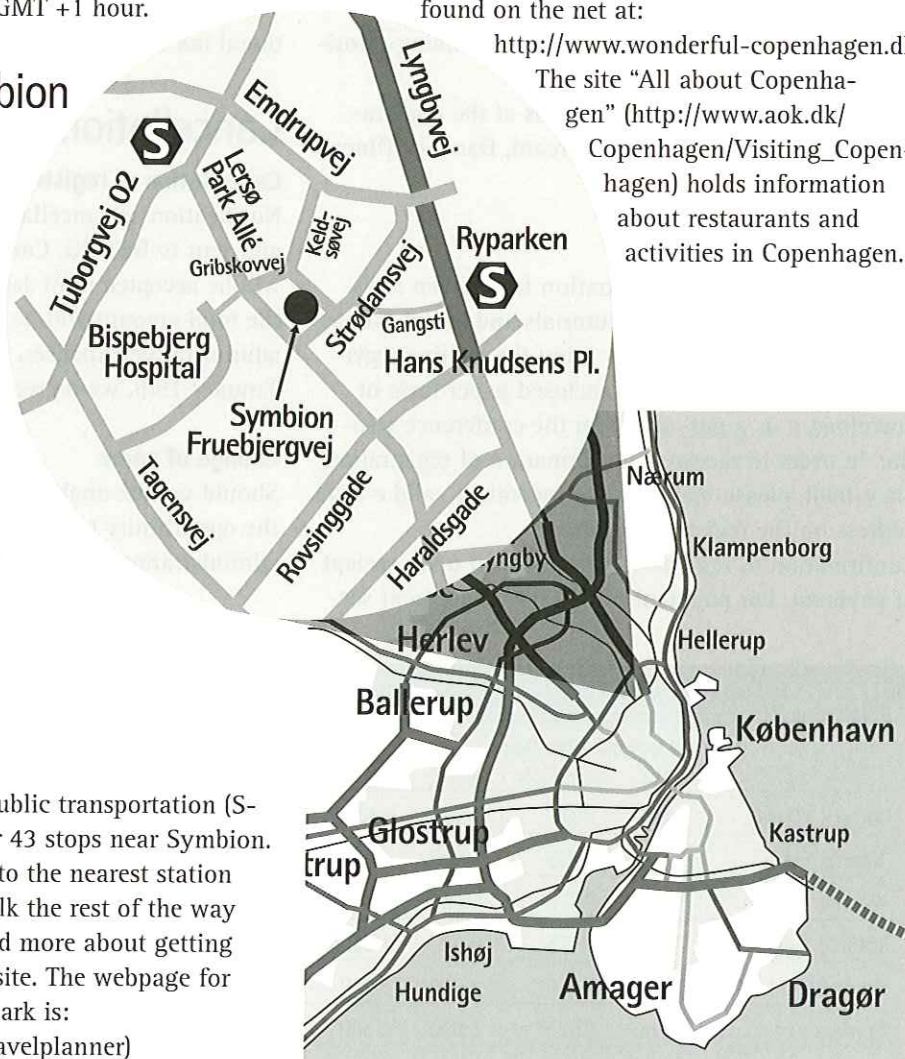 GMT +1 hour.
bion
found on the net at:
http://www.wonderful-copenhagen.d
The site “All about Copenha-
gen” (http://www.aok.dk/
Copenhagen/Visiting_Copen-
hagen) holds information
about restaurants and
activities in Copenhagen.
Lyngbyvej.
Emdrupvej
S
Lersø
Park Allé.
Keld-
søvej
Tuborgvej O2
Gribskovvej
Ryparken
S
Strødamsvej
Gangsti
Bispebjerg
Hospital
Hans Knudsens Pl.
Symbion
Fruebjergvej
Tagensvej.
Rovsinggade
Haraldsgade
Nærum
yngby
Klampenborg
Herlev
Hellerup
Ballerup
København
Glostrup
trup
Kastrup
Ishøj
Hundige
Amager
Dragør
ublic transportation (S-
r 43 stops near Symbion.
to the nearest station
lk the rest of the way
d more about getting
site. The webpage for
ark is:
avelplanner)